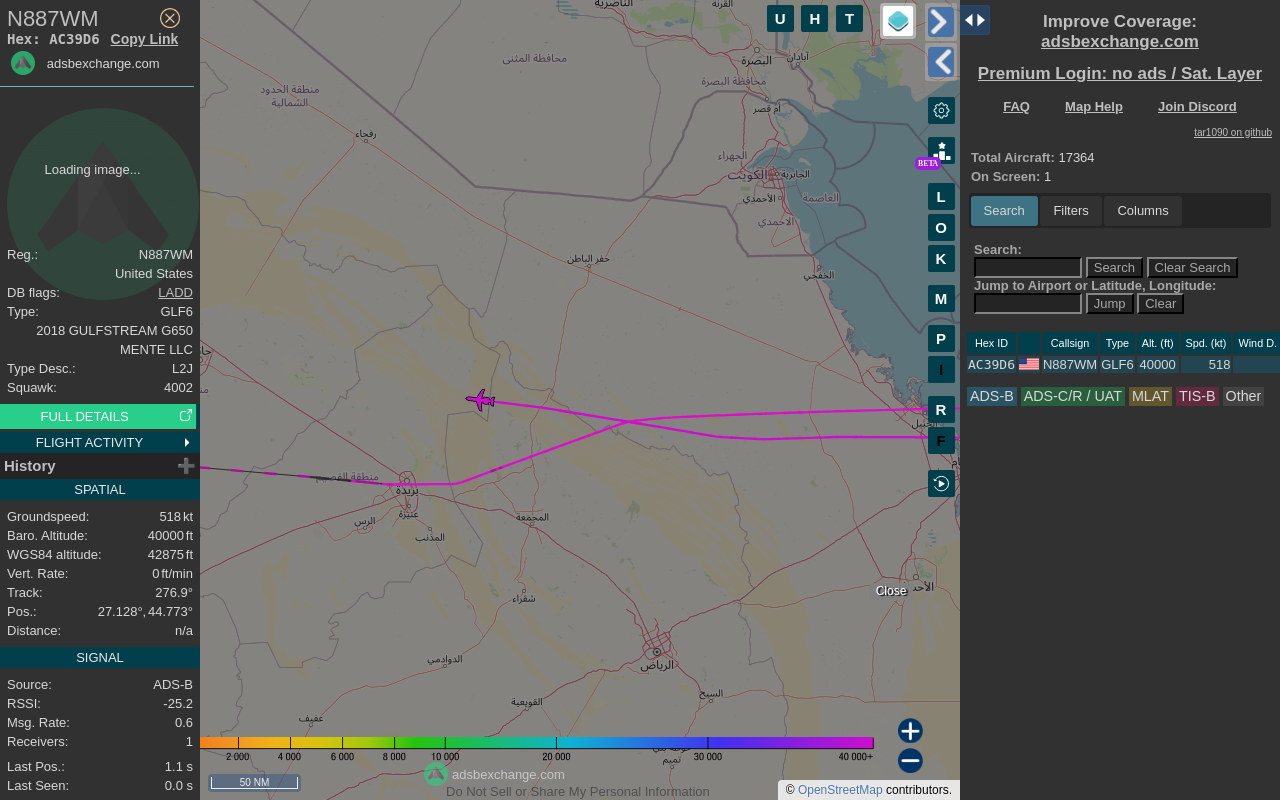 N887WM
Hex: AC39D6 Copy Link
adsbexchange.com
Loading image...
Reg.: N887WM
United States
DB flags: LADD
Type: GLF6
2018 GULFSTREAM G650
MENTE LLC
Type Desc.: L2J
Squawk: 4002
FULL DETAILS
FLIGHT ACTIVITY
History
SPATIAL
Groundspeed: 518 kt
Baro. Altitude: 40000 ft
WGS84 altitude: 42875 ft
Vert. Rate: 0 ft/min
Track: 276.9°
Pos.: 27.128°, 44.773°
Distance: n/a
SIGNAL
Source: ADS-B
RSSI: -25.2
Msg. Rate: 0.6
Receivers: 1
Last Pos.: 1.1 s
Last Seen: 0.0 s
الناصرية
القرنة
محافظة المثنى
البصرة
آبادان
محافظة البصرة
منطقة الحدود
الشمالية
أم قصر
رفحاء
الجهراء
الكويت
الجابرية
الأحمدي
العاصمة
الاحمدي
حفر الباطن
الخفجي
الجبيل
بريدة
عنيزة
الرس
المذنب
المجمعة
شقراء
الدوادمي
الرياض
السيح
القويعية
عفيف
تميم
U H T
BETA
L
O
K
M
P
I
R
F
Close
2 000 4 000 6 000 8 000 10 000 20 000 30 000 40 000+
50 NM
adsbexchange.com
Do Not Sell or Share My Personal Information
© OpenStreetMap contributors.
Improve Coverage:
adsbexchange.com
Premium Login: no ads / Sat. Layer
FAQ Map Help Join Discord
tar1090 on github
Total Aircraft: 17364
On Screen: 1
Search Filters Columns
Search:
Search Clear Search
Jump to Airport or Latitude, Longitude:
Jump Clear
Hex ID Callsign Type Alt. (ft) Spd. (kt) Wind D.
AC39D6 N887WM GLF6 40000 518
ADS-B ADS-C/R / UAT MLAT TIS-B Other